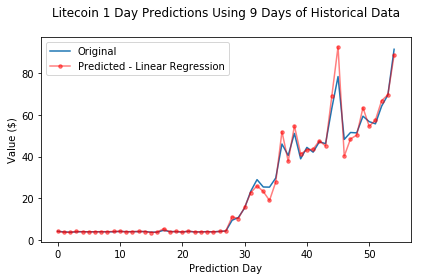 Litecoin 1 Day Predictions Using 9 Days of Historical Data
Original
Predicted - Linear Regression
80
60
40
20
0
Value ($)
0 10 20 30 40 50
Prediction Day